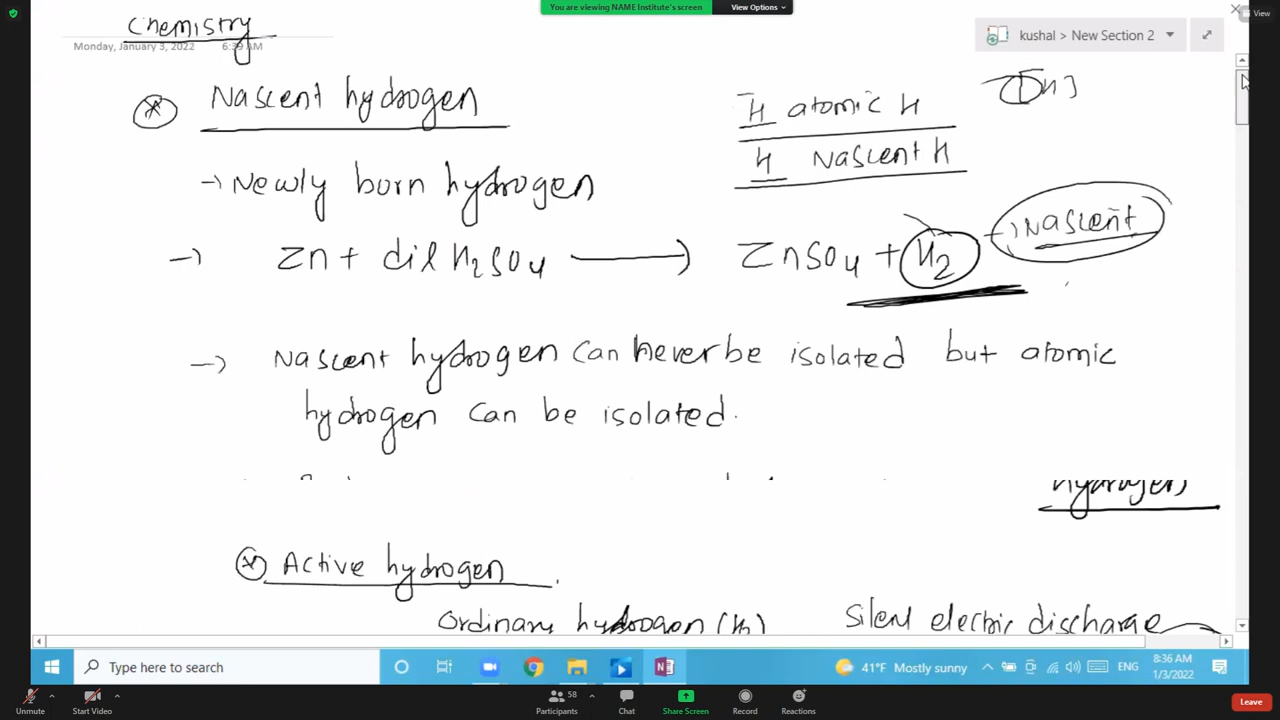 You are viewing NAME Institute's screen
View Options
View
Chemistry
Monday, January 3, 2022 6:39 AM
kushal > New Section 2
Nascent hydrogen
H atomic H
H Nascent H
→ Newly born hydrogen
→ Zn + dil H2SO4 → ZnSO4 + H2 → Nascent
→ Nascent hydrogen can never be isolated but atomic
hydrogen can be isolated.
hydrogen
Active hydrogen
Ordinary hydrogen (H2) Silent electric discharge
Type here to search
41°F Mostly sunny
ENG
8:36 AM
1/3/2022
Unmute
Start Video
Participants 58
Chat
Share Screen
Record
Reactions
Leave